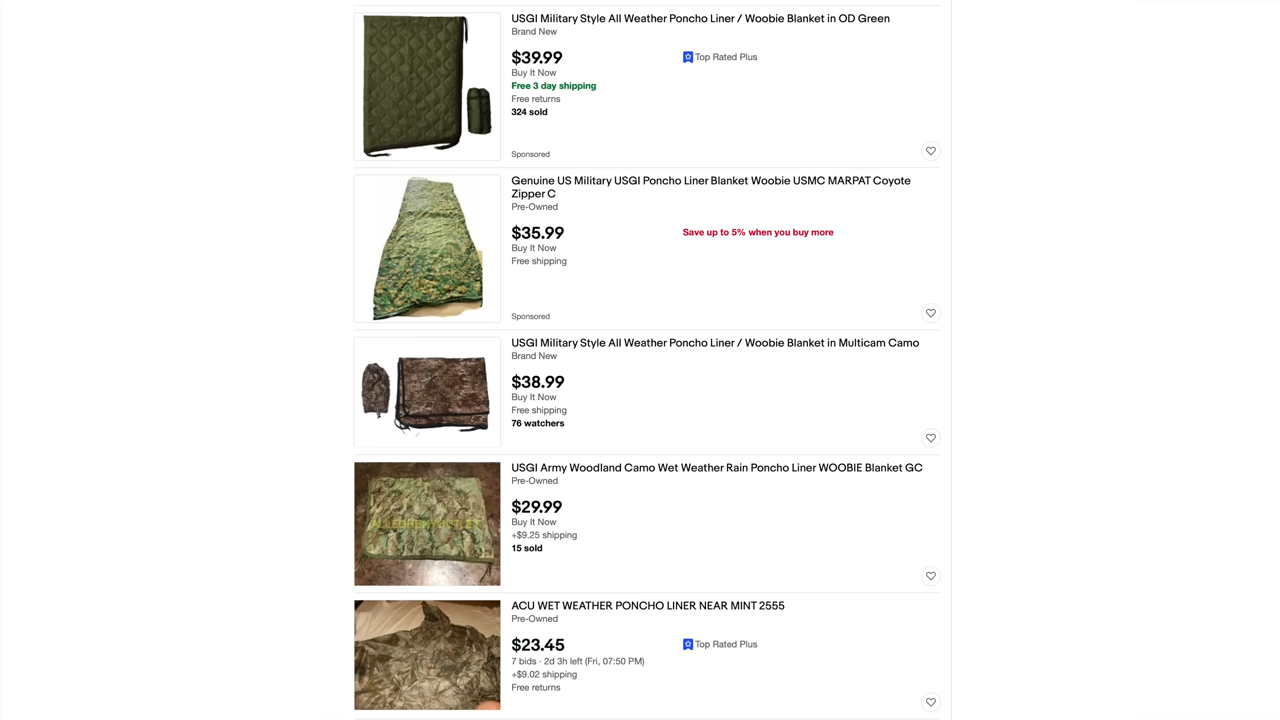 USGI Military Style All Weather Poncho Liner / Woobie Blanket in OD Green
Brand New
$39.99
Top Rated Plus
Buy It Now
Free 3 day shipping
Free returns
324 sold
Sponsored
Genuine US Military USGI Poncho Liner Blanket Woobie USMC MARPAT Coyote
Zipper C
Pre-Owned
$35.99
Save up to 5% when you buy more
Buy It Now
Free shipping
Sponsored
USGI Military Style All Weather Poncho Liner / Woobie Blanket in Multicam Camo
Brand New
$38.99
Buy It Now
Free shipping
76 watchers
USGI Army Woodland Camo Wet Weather Rain Poncho Liner WOOBIE Blanket GC
Pre-Owned
$29.99
Buy It Now
+$9.25 shipping
15 sold
ACU WET WEATHER PONCHO LINER NEAR MINT 2555
Pre-Owned
$23.45
Top Rated Plus
7 bids · 2d 3h left (Fri, 07:50 PM)
+$9.02 shipping
Free returns